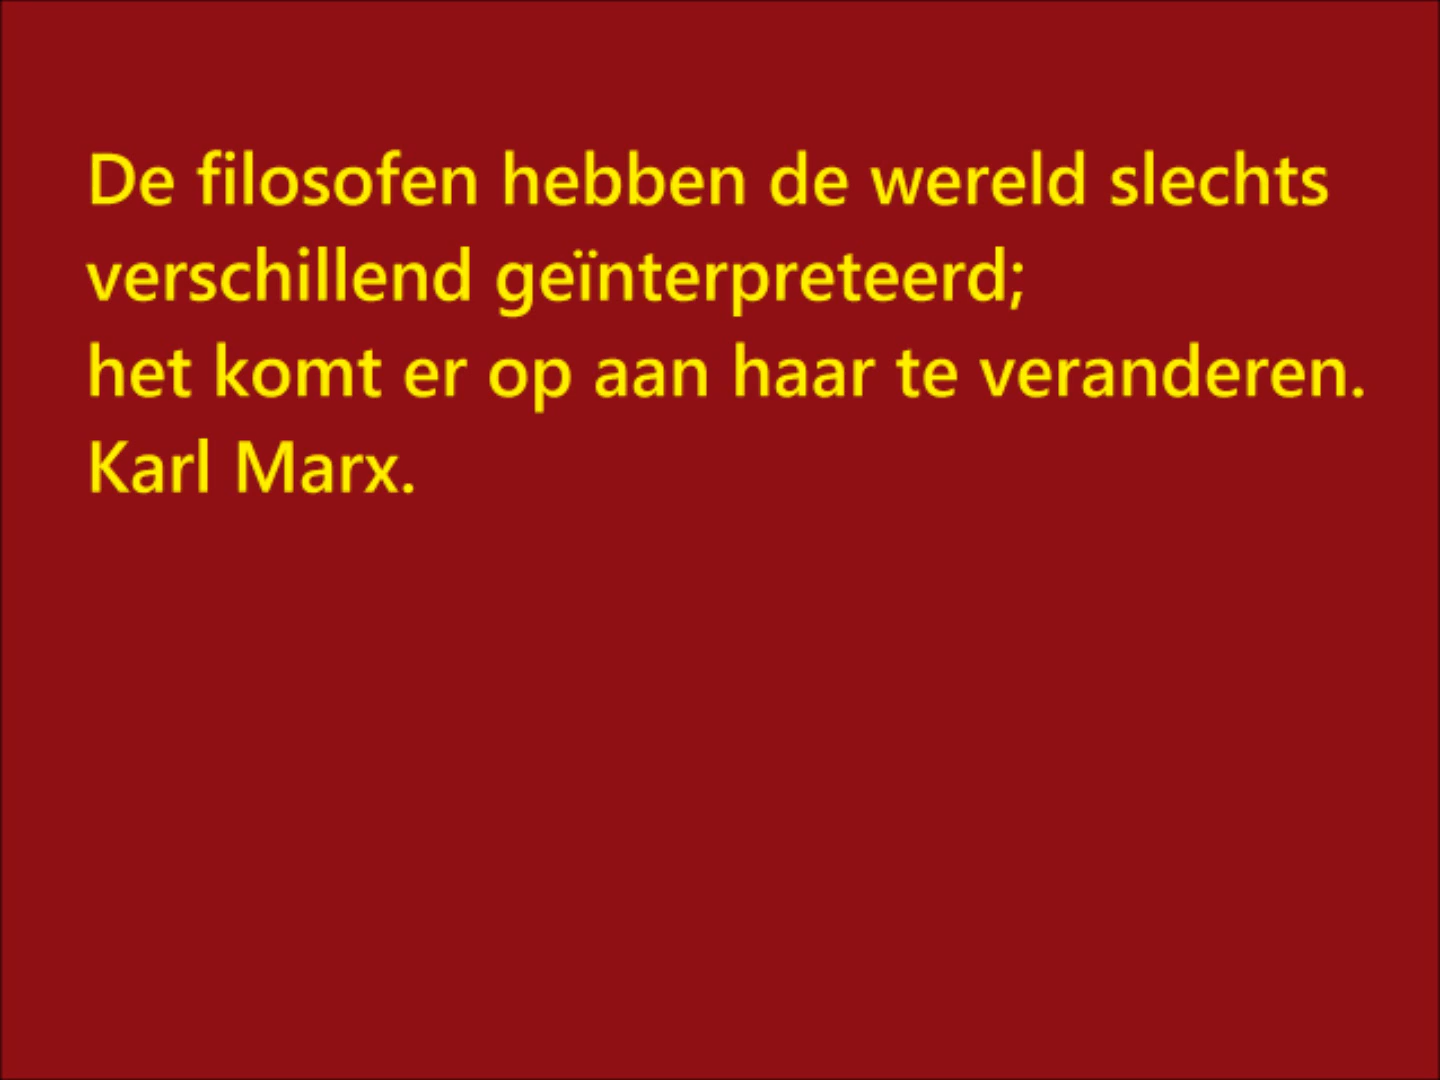 De filosofen hebben de wereld slechts
verschillend geïnterpreteerd;
het komt er op aan haar te veranderen.
Karl Marx.